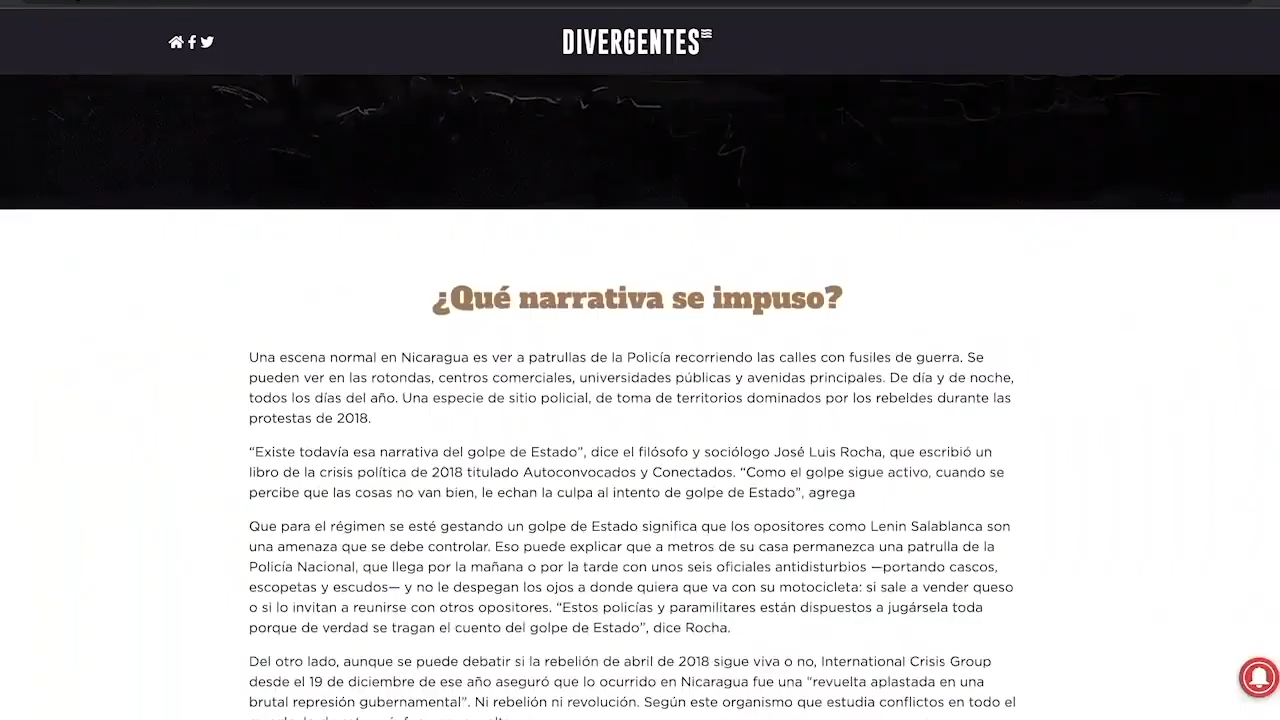 DIVERGENTES
¿Qué narrativa se impuso?
Una escena normal en Nicaragua es ver a patrullas de la Policía recorriendo las calles con fusiles de guerra. Se
pueden ver en las rotondas, centros comerciales, universidades públicas y avenidas principales. De día y de noche,
todos los días del año. Una especie de sitio policial, de toma de territorios dominados por los rebeldes durante las
protestas de 2018.
“Existe todavía esa narrativa del golpe de Estado”, dice el filósofo y sociólogo José Luis Rocha, que escribió un
libro de la crisis política de 2018 titulado Autoconvocados y Conectados. “Como el golpe sigue activo, cuando se
percibe que las cosas no van bien, le echan la culpa al intento de golpe de Estado”, agrega
Que para el régimen se esté gestando un golpe de Estado significa que los opositores como Lenin Salablanca son
una amenaza que se debe controlar. Eso puede explicar que a metros de su casa permanezca una patrulla de la
Policía Nacional, que llega por la mañana o por la tarde con unos seis oficiales antidisturbios —portando cascos,
escopetas y escudos— y no le despegan los ojos a donde quiera que va con su motocicleta: si sale a vender queso
o si lo invitan a reunirse con otros opositores. “Estos policías y paramilitares están dispuestos a jugársela toda
porque de verdad se tragan el cuento del golpe de Estado”, dice Rocha.
Del otro lado, aunque se puede debatir si la rebelión de abril de 2018 sigue viva o no, International Crisis Group
desde el 19 de diciembre de ese año aseguró que lo ocurrido en Nicaragua fue una “revuelta aplastada en una
brutal represión gubernamental”. Ni rebelión ni revolución. Según este organismo que estudia conflictos en todo el